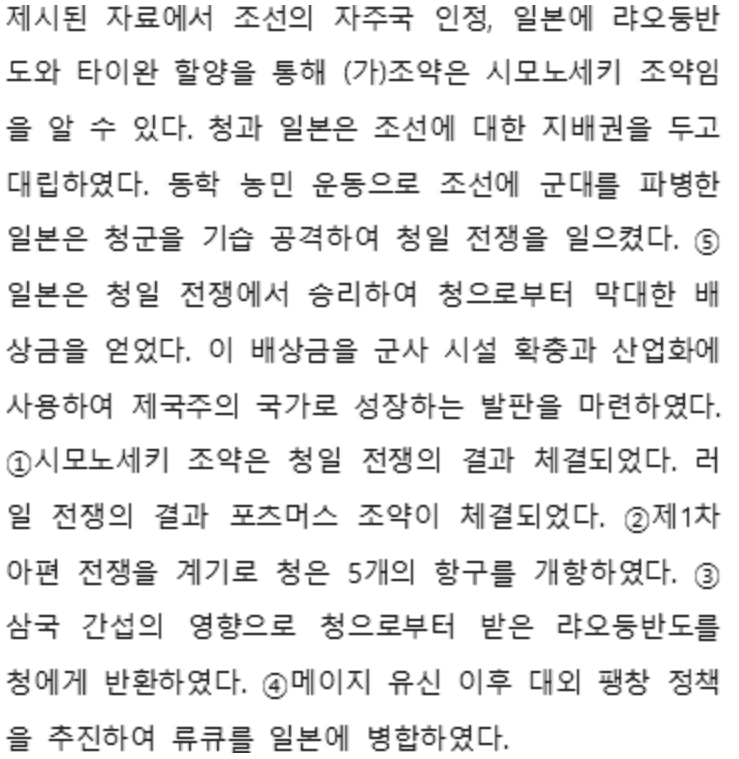 제시된 자료에서 조선의 자주국 인정, 일본에 랴오둥반
도와 타이완 할양을 통해 (가)조약은 시모노세키 조약임
을 알 수 있다. 청과 일본은 조선에 대한 지배권을 두고
대립하였다. 동학 농민 운동으로 조선에 군대를 파병한
일본은 청군을 기습 공격하여 청일 전쟁을 일으켰다. ⑤
일본은 청일 전쟁에서 승리하여 청으로부터 막대한 배
상금을 얻었다. 이 배상금을 군사 시설 확충과 산업화에
사용하여 제국주의 국가로 성장하는 발판을 마련하였다.
①시모노세키 조약은 청일 전쟁의 결과 체결되었다. 러
일 전쟁의 결과 포츠머스 조약이 체결되었다. ②제1차
아편 전쟁을 계기로 청은 5개의 항구를 개항하였다. ③
삼국 간섭의 영향으로 청으로부터 받은 랴오둥반도를
청에게 반환하였다. ④메이지 유신 이후 대외 팽창 정책
을 추진하여 류큐를 일본에 병합하였다.